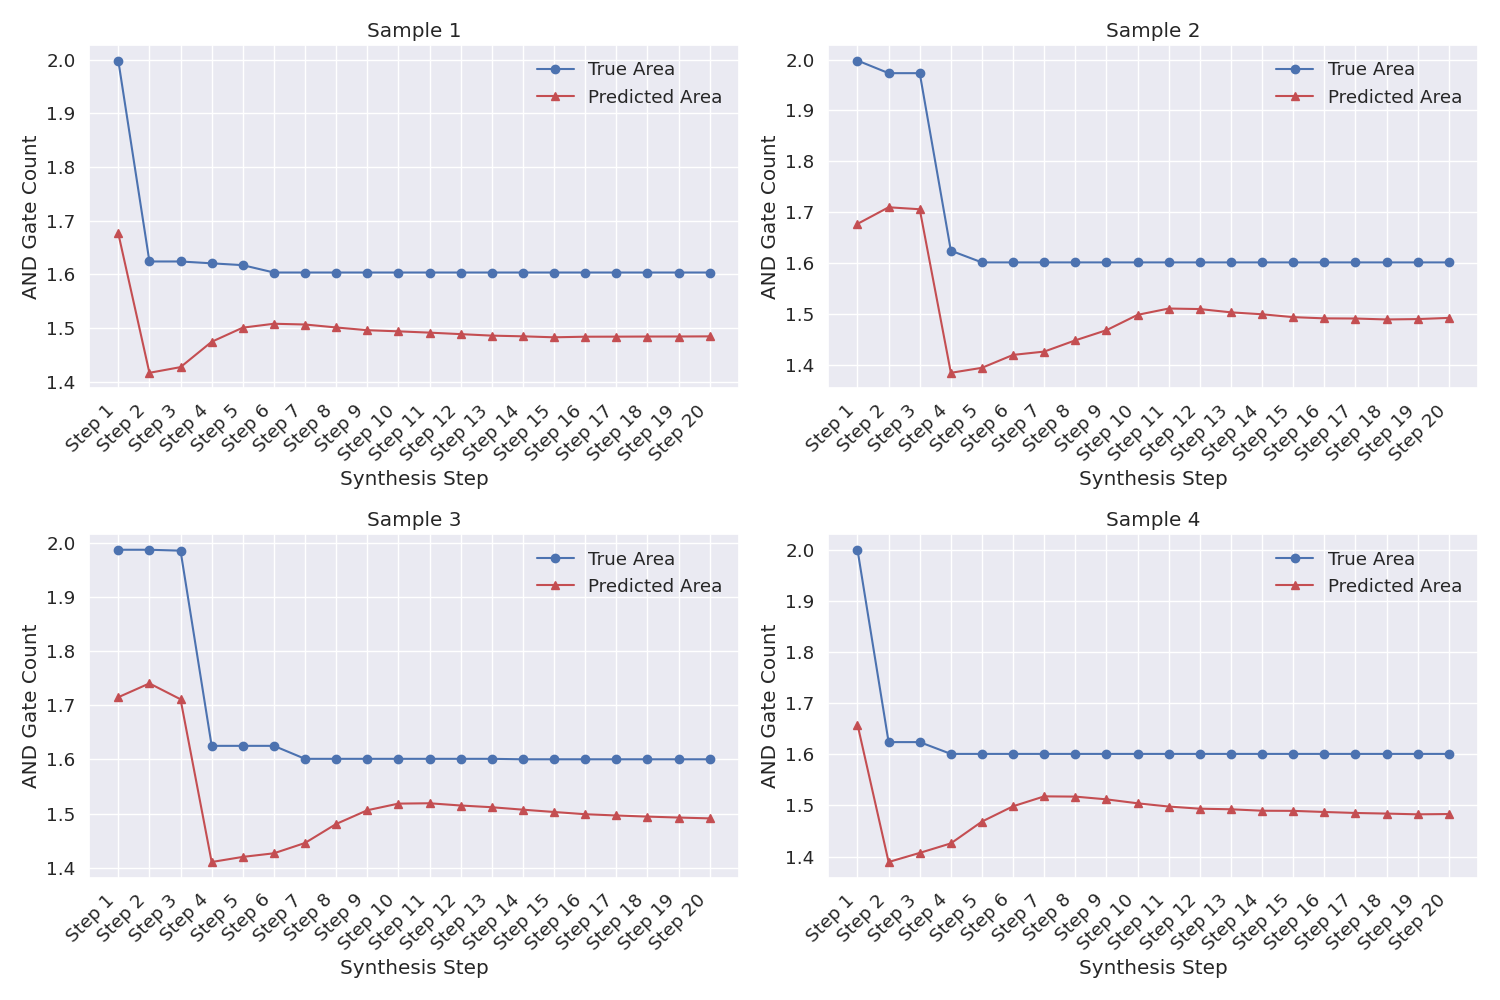 Sample 1
True Area
Predicted Area
AND Gate Count
2.0
1.9
1.8
1.7
1.6
1.5
1.4
Step 1
Step 2
Step 3
Step 4
Step 5
Step 6
Step 7
Step 8
Step 9
Step 10
Step 11
Step 12
Step 13
Step 14
Step 15
Step 16
Step 17
Step 18
Step 19
Step 20
Synthesis Step
Sample 2
True Area
Predicted Area
AND Gate Count
2.0
1.9
1.8
1.7
1.6
1.5
1.4
Step 1
Step 2
Step 3
Step 4
Step 5
Step 6
Step 7
Step 8
Step 9
Step 10
Step 11
Step 12
Step 13
Step 14
Step 15
Step 16
Step 17
Step 18
Step 19
Step 20
Synthesis Step
Sample 3
True Area
Predicted Area
AND Gate Count
2.0
1.9
1.8
1.7
1.6
1.5
1.4
Step 1
Step 2
Step 3
Step 4
Step 5
Step 6
Step 7
Step 8
Step 9
Step 10
Step 11
Step 12
Step 13
Step 14
Step 15
Step 16
Step 17
Step 18
Step 19
Step 20
Synthesis Step
Sample 4
True Area
Predicted Area
AND Gate Count
2.0
1.9
1.8
1.7
1.6
1.5
1.4
Step 1
Step 2
Step 3
Step 4
Step 5
Step 6
Step 7
Step 8
Step 9
Step 10
Step 11
Step 12
Step 13
Step 14
Step 15
Step 16
Step 17
Step 18
Step 19
Step 20
Synthesis Step